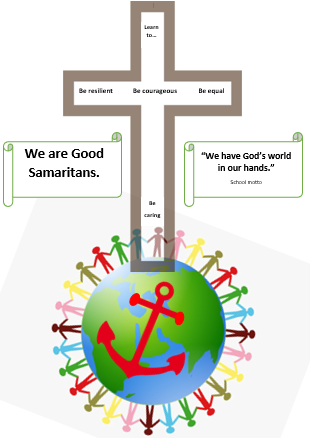 Learn
to...
Be resilient
Be courageous
Be equal
We are Good
Samaritans.
“We have God’s world
in our hands.”
School motto
Be
caring